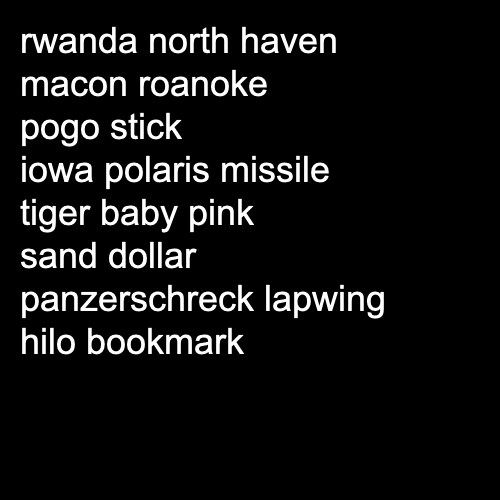 rwanda north haven
macon roanoke
pogo stick
iowa polaris missile
tiger baby pink
sand dollar
panzerschreck lapwing
hilo bookmark